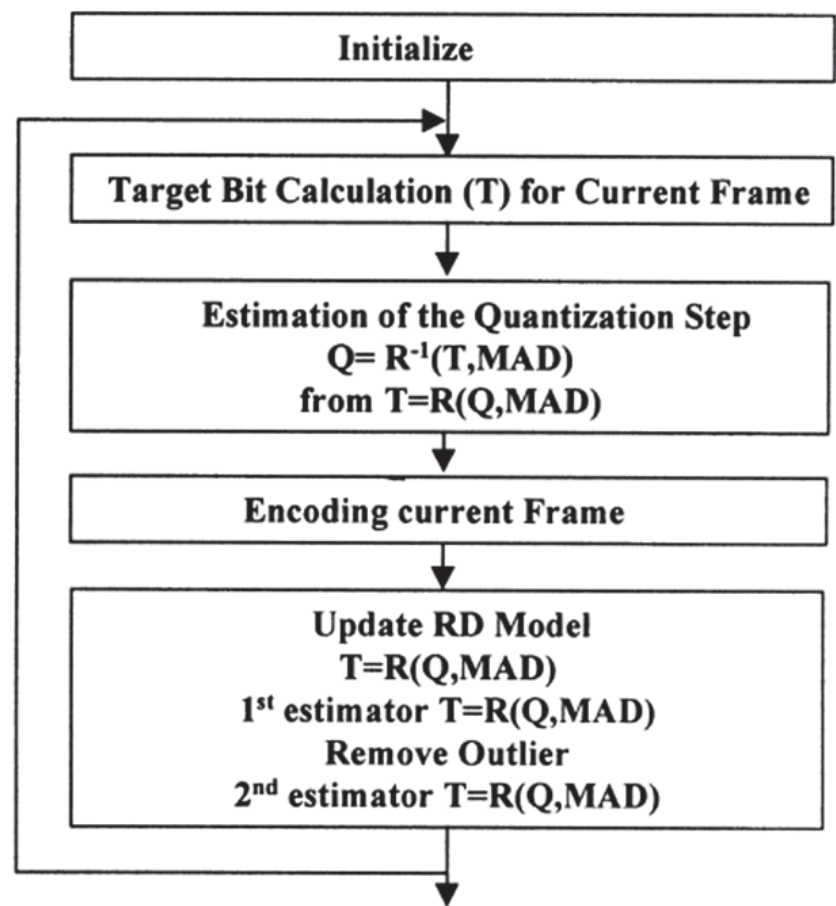 Initialize
Target Bit Calculation (T) for Current Frame
Estimation of the Quantization Step
Q= R⁻¹(T,MAD)
from T=R(Q,MAD)
Encoding current Frame
Update RD Model
T=R(Q,MAD)
1ˢᵗ estimator T=R(Q,MAD)
Remove Outlier
2ⁿᵈ estimator T=R(Q,MAD)